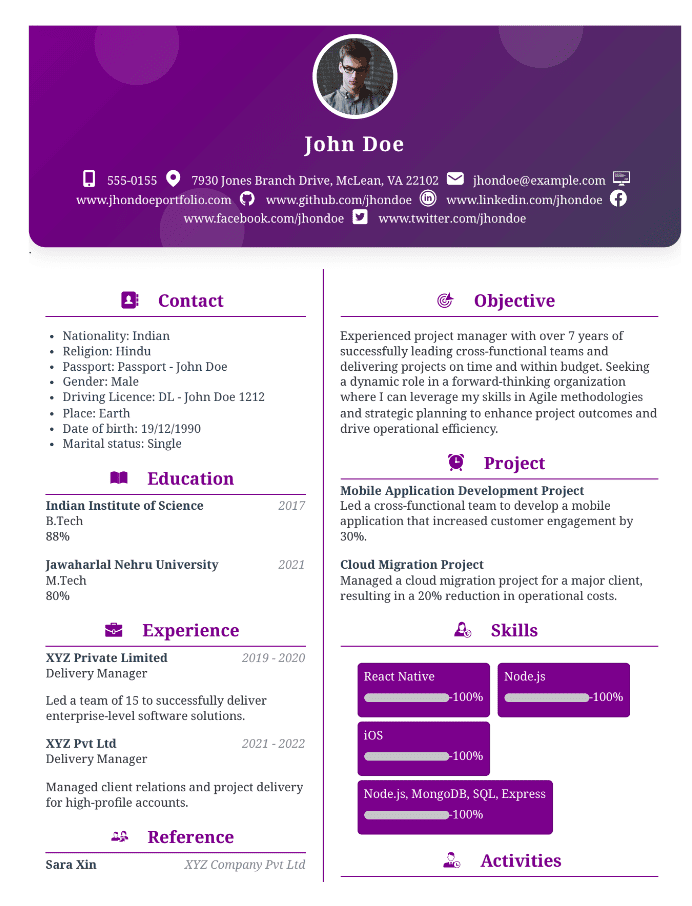 John Doe
555-0155 7930 Jones Branch Drive, McLean, VA 22102 jhondoe@example.com
www.jhondoeportfolio.com www.github.com/jhondoe www.linkedin.com/jhondoe
www.facebook.com/jhondoe www.twitter.com/jhondoe
.
Contact
• Nationality: Indian
• Religion: Hindu
• Passport: Passport - John Doe
• Gender: Male
• Driving Licence: DL - John Doe 1212
• Place: Earth
• Date of birth: 19/12/1990
• Marital status: Single
Education
Indian Institute of Science 2017
B.Tech
88%
Jawaharlal Nehru University 2021
M.Tech
80%
Experience
XYZ Private Limited 2019 - 2020
Delivery Manager
Led a team of 15 to successfully deliver
enterprise-level software solutions.
XYZ Pvt Ltd 2021 - 2022
Delivery Manager
Managed client relations and project delivery
for high-profile accounts.
Reference
Sara Xin XYZ Company Pvt Ltd
Objective
Experienced project manager with over 7 years of
successfully leading cross-functional teams and
delivering projects on time and within budget. Seeking
a dynamic role in a forward-thinking organization
where I can leverage my skills in Agile methodologies
and strategic planning to enhance project outcomes and
drive operational efficiency.
Project
Mobile Application Development Project
Led a cross-functional team to develop a mobile
application that increased customer engagement by
30%.
Cloud Migration Project
Managed a cloud migration project for a major client,
resulting in a 20% reduction in operational costs.
Skills
React Native
-100%
Node.js
-100%
iOS
-100%
Node.js, MongoDB, SQL, Express
-100%
Activities